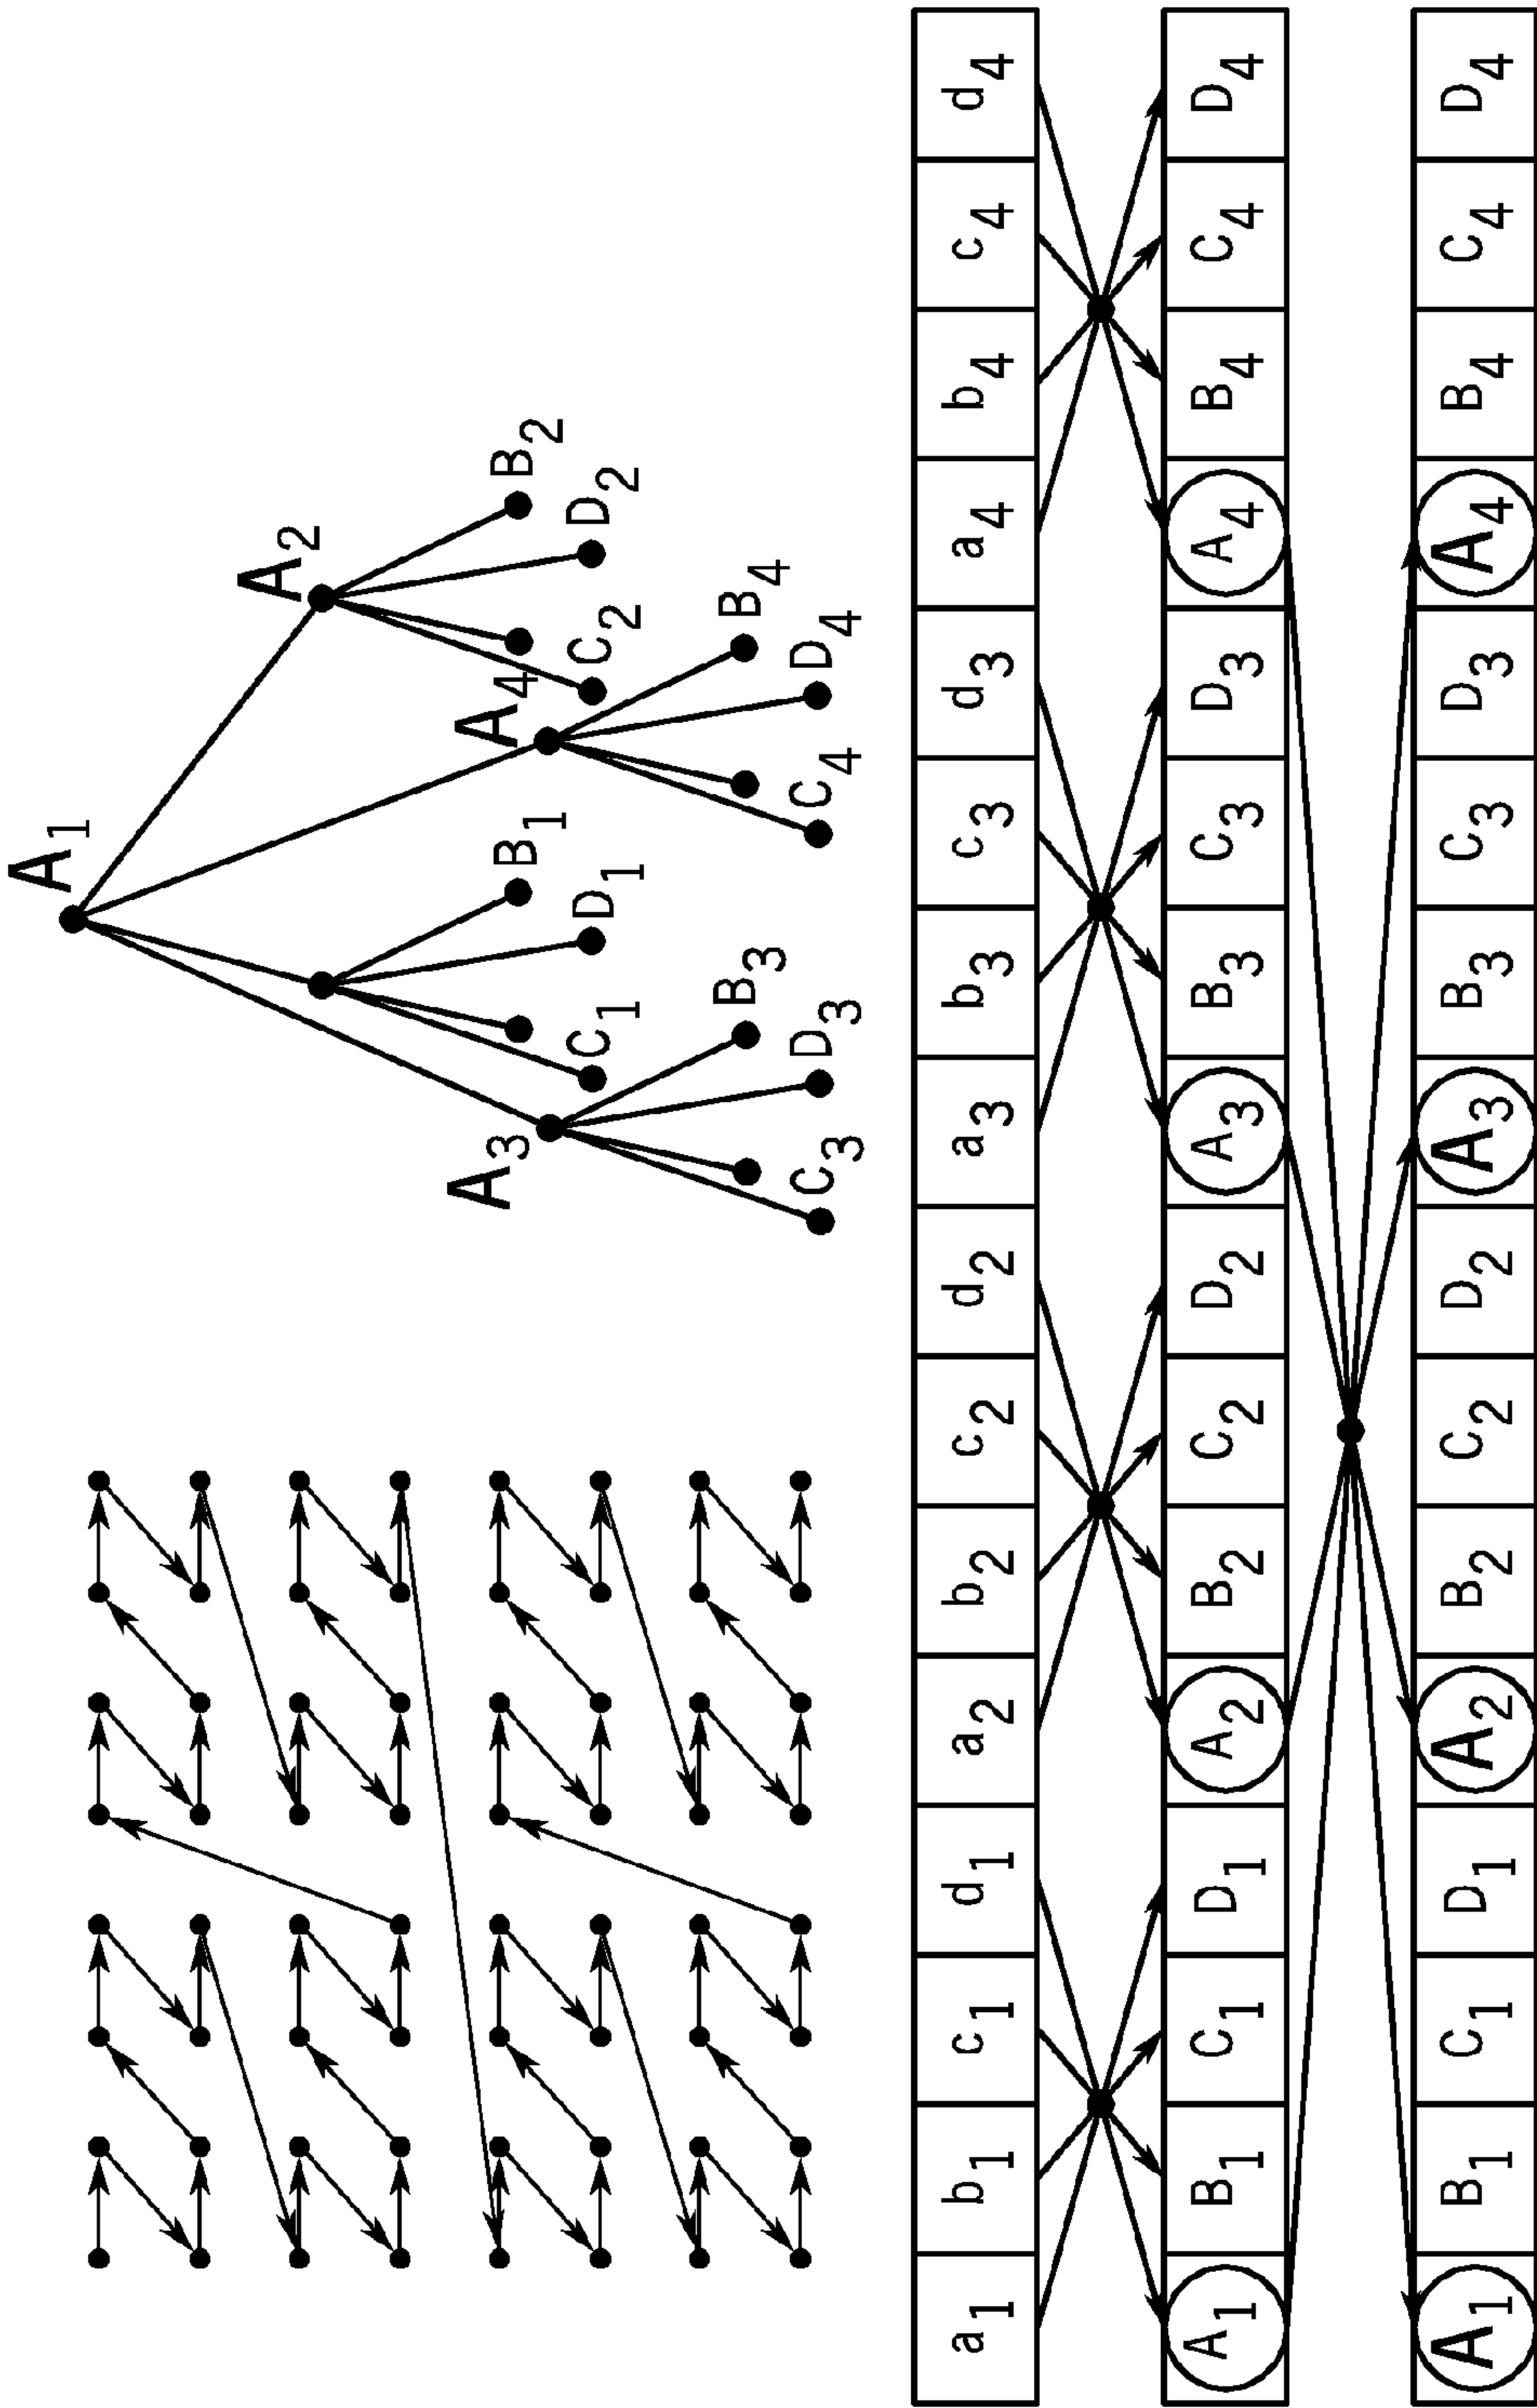 A1
A2
B2
D2
C2
A4
B4
D4
C4
B1
D1
C1
A3
B3
D3
C3
a1 b1 c1 d1 a2 b2 c2 d2 a3 b3 c3 d3 a4 b4 c4 d4
A1 B1 C1 D1 A2 B2 C2 D2 A3 B3 C3 D3 A4 B4 C4 D4
A1 B1 C1 D1 A2 B2 C2 D2 A3 B3 C3 D3 A4 B4 C4 D4